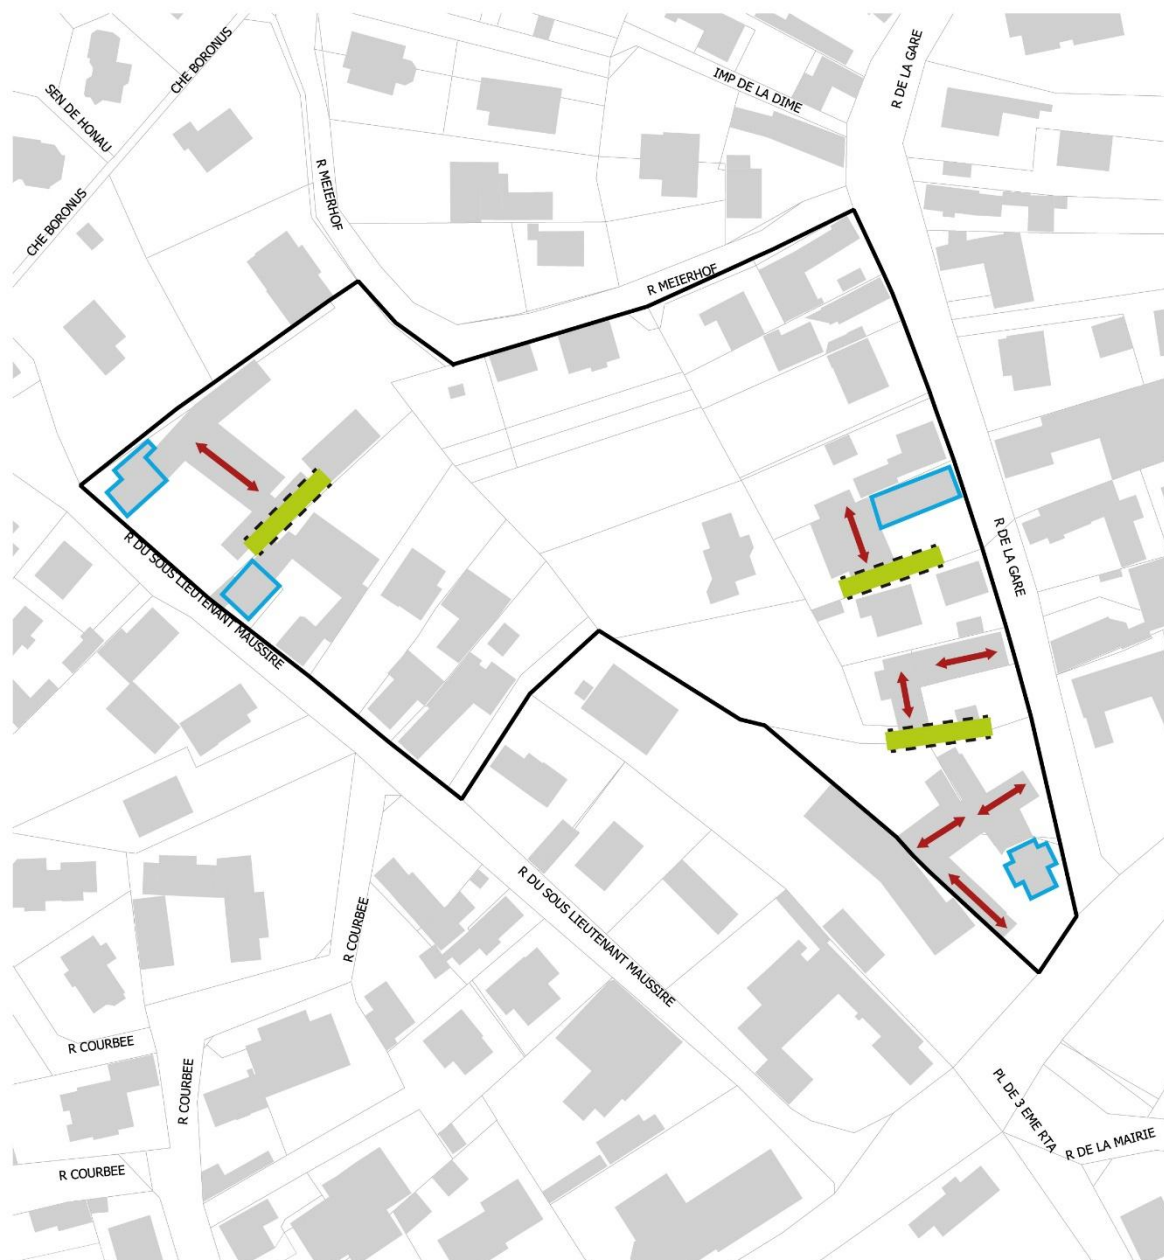 CHE BORONUS
R DE LA GARE
IMP DE LA DIME
SEN DE HONAU
R MEIERHOF
CHE BORONUS
R MEIERHOF
R DU SOUS LIEUTENANT MAUSSIRE
R DE LA GARE
R DU SOUS LIEUTENANT MAUSSIRE
R COURBEE
R COURBEE
R COURBEE
PL DE 3 EME RTA
R DE LA MAIRIE
R COURBEE